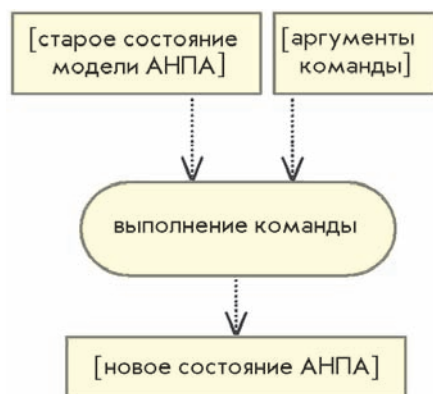 [старое состояние
модели АНПА]
[аргументы
команды]
выполнение команды
[новое состояние АНПА]